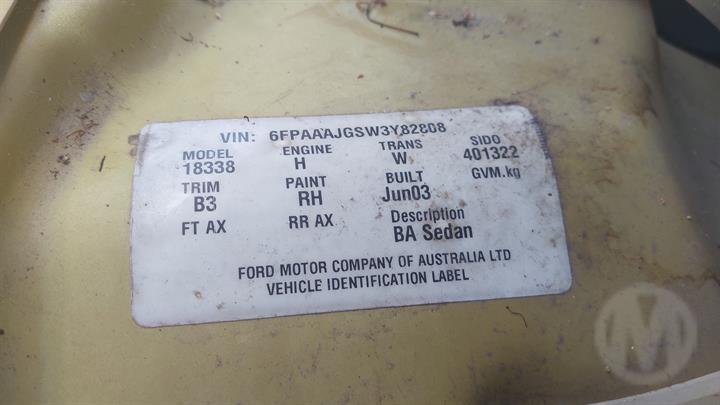 VIN: 6FPAAAJGSW3Y82808
MODEL ENGINE TRANS SIDO
18338 H W 401322
TRIM PAINT BUILT GVM.kg
B3 RH Jun03
FT AX RR AX Description
BA Sedan
FORD MOTOR COMPANY OF AUSTRALIA LTD
VEHICLE IDENTIFICATION LABEL
M